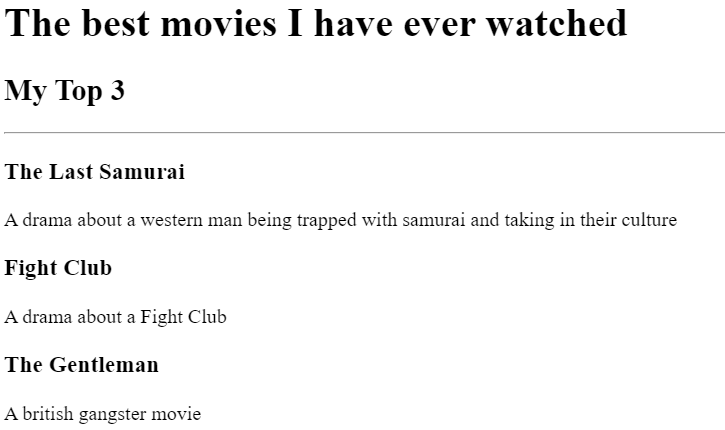 The best movies I have ever watched
My Top 3
The Last Samurai
A drama about a western man being trapped with samurai and taking in their culture
Fight Club
A drama about a Fight Club
The Gentleman
A british gangster movie